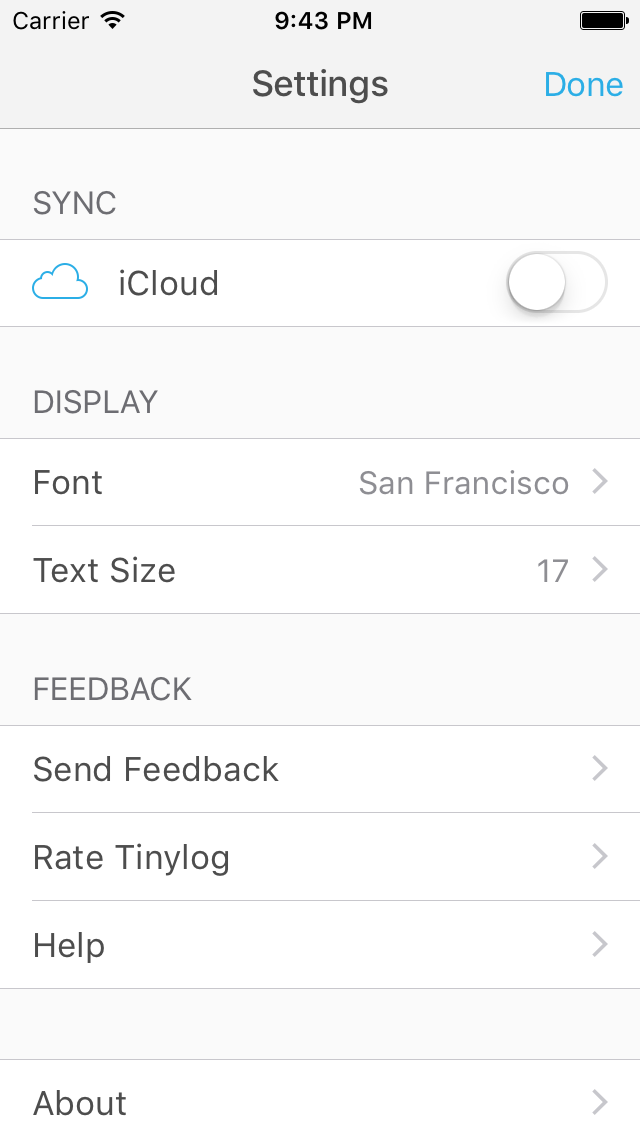 Carrier 9:43 PM
Settings Done
SYNC
iCloud
DISPLAY
Font San Francisco
Text Size 17
FEEDBACK
Send Feedback
Rate Tinylog
Help
About